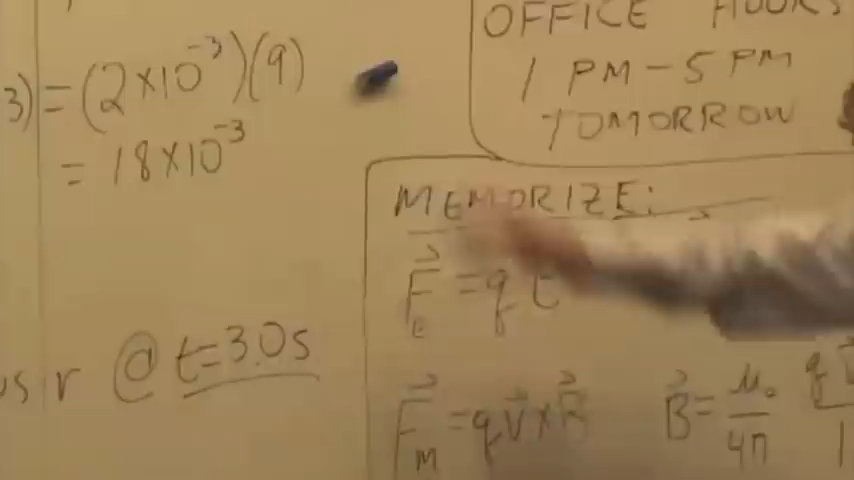 3) = (2×10⁻³)(9)
= 18×10⁻³
r @ t=3.0s
OFFICE HOURS
1 PM-5 PM
TOMORROW
MEMORIZE:
F⃗e = q
F⃗M = qv⃗×B⃗
B⃗ = μ₀/4π q